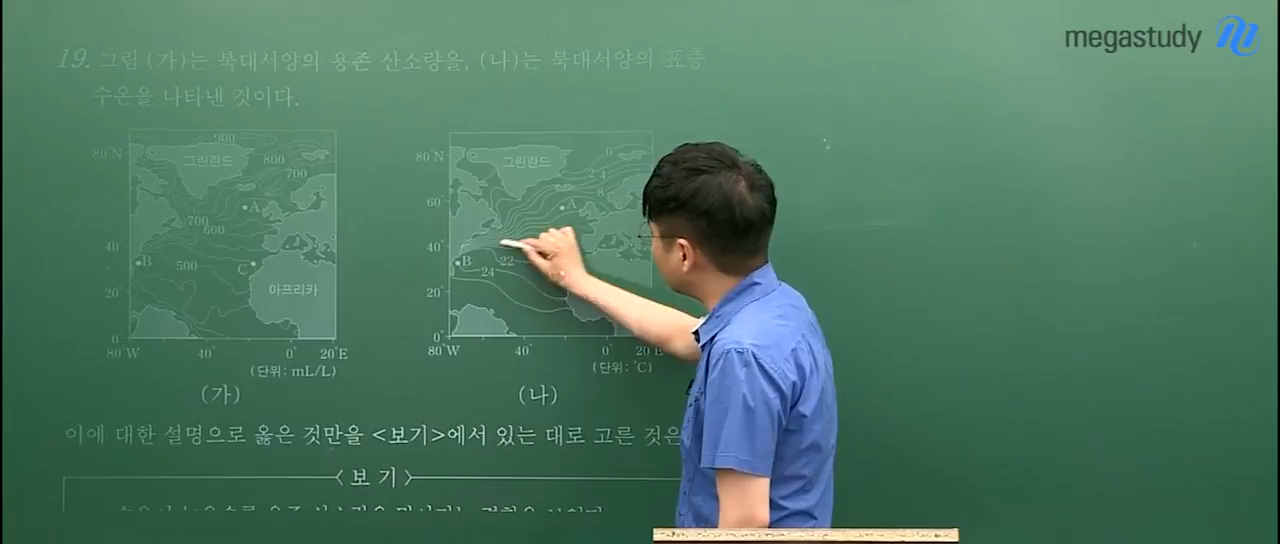 megastudy
19. 그림 (가)는 북대서양의 용존 산소량을, (나)는 북대서양의 표층
수온을 나타낸 것이다.
900
80°N
그린란드
800
700
A
700
600
40
B
500
C
20°
아프리카
0°
80°W 40° 0° 20°E
(단위: mL/L)
(가)
80°N
그린란드
0
4
60°
8
A
40°
B
22
24
20°
0°
80°W 40° 0° 20°E
(단위: ℃)
(나)
이에 대한 설명으로 옳은 것만을 <보기>에서 있는 대로 고른 것은
<보 기>